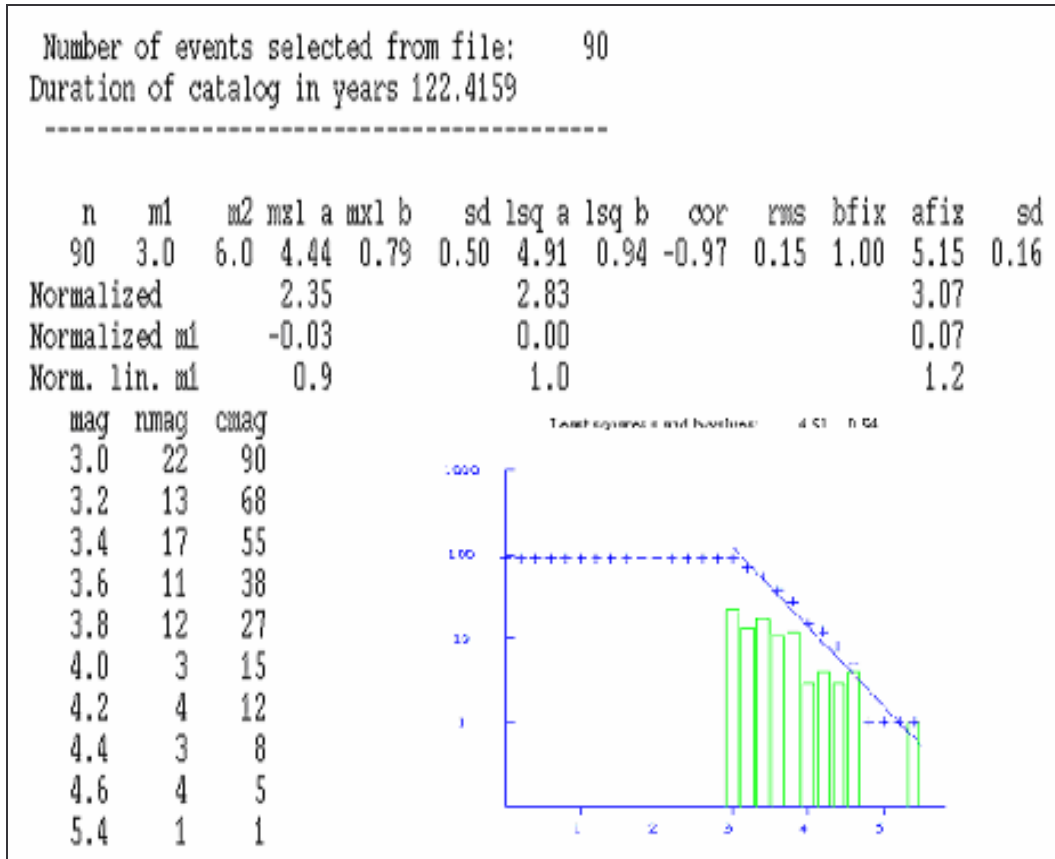 Number of events selected from file: 90
Duration of catalog in years 122.4159
-------------------------------------------
n m1 m2 mxl a mxl b sd lsq a lsq b cor rms bfix afix sd
90 3.0 6.0 4.44 0.79 0.50 4.91 0.94 -0.97 0.15 1.00 5.15 0.16
Normalized 2.35 2.83 3.07
Normalized m1 -0.03 0.00 0.07
Norm. lin. m1 0.9 1.0 1.2
mag nmag cmag
3.0 22 90
3.2 13 68
3.4 17 55
3.6 11 38
3.8 12 27
4.0 3 15
4.2 4 12
4.4 3 8
4.6 4 5
5.4 1 1
Least squares a and b-values:
1000
100
10
1
1 2 3 4 5